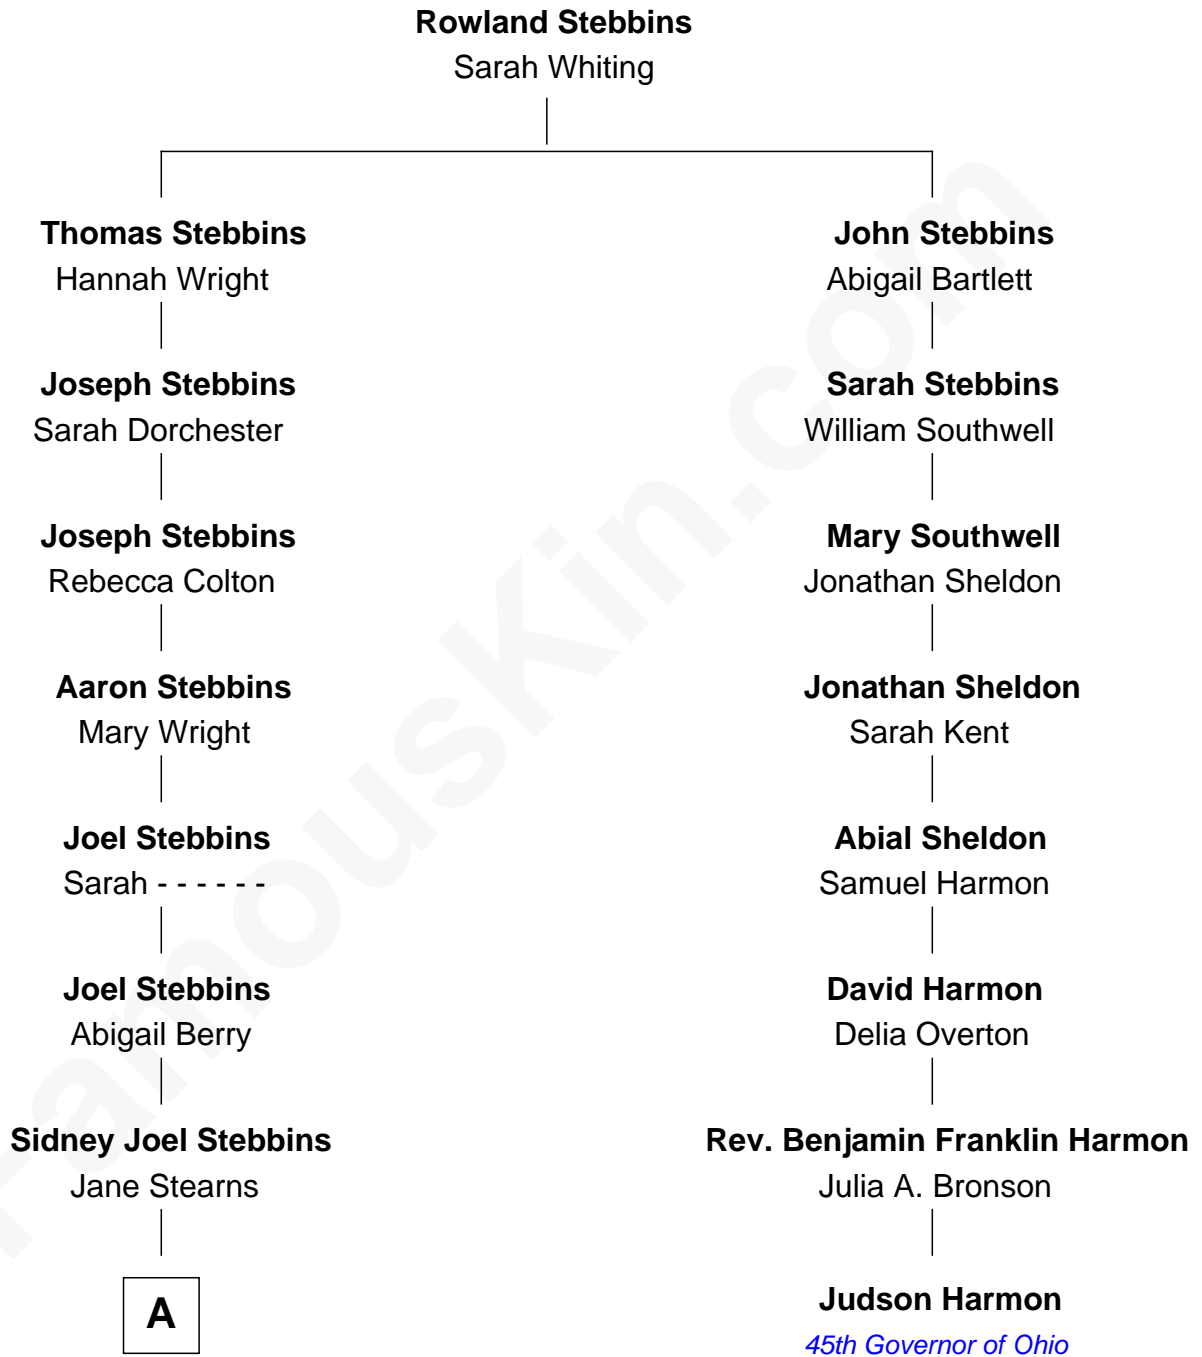 Rowland Stebbins
Sarah Whiting
Thomas Stebbins
Hannah Wright
John Stebbins
Abigail Bartlett
Joseph Stebbins
Sarah Dorchester
Sarah Stebbins
William Southwell
Joseph Stebbins
Rebecca Colton
Mary Southwell
Jonathan Sheldon
Aaron Stebbins
Mary Wright
Jonathan Sheldon
Sarah Kent
Joel Stebbins
Sarah - - - - - -
Abial Sheldon
Samuel Harmon
Joel Stebbins
Abigail Berry
David Harmon
Delia Overton
Sidney Joel Stebbins
Jane Stearns
Rev. Benjamin Franklin Harmon
Julia A. Bronson
A
Judson Harmon
45th Governor of Ohio
FamousKin.com